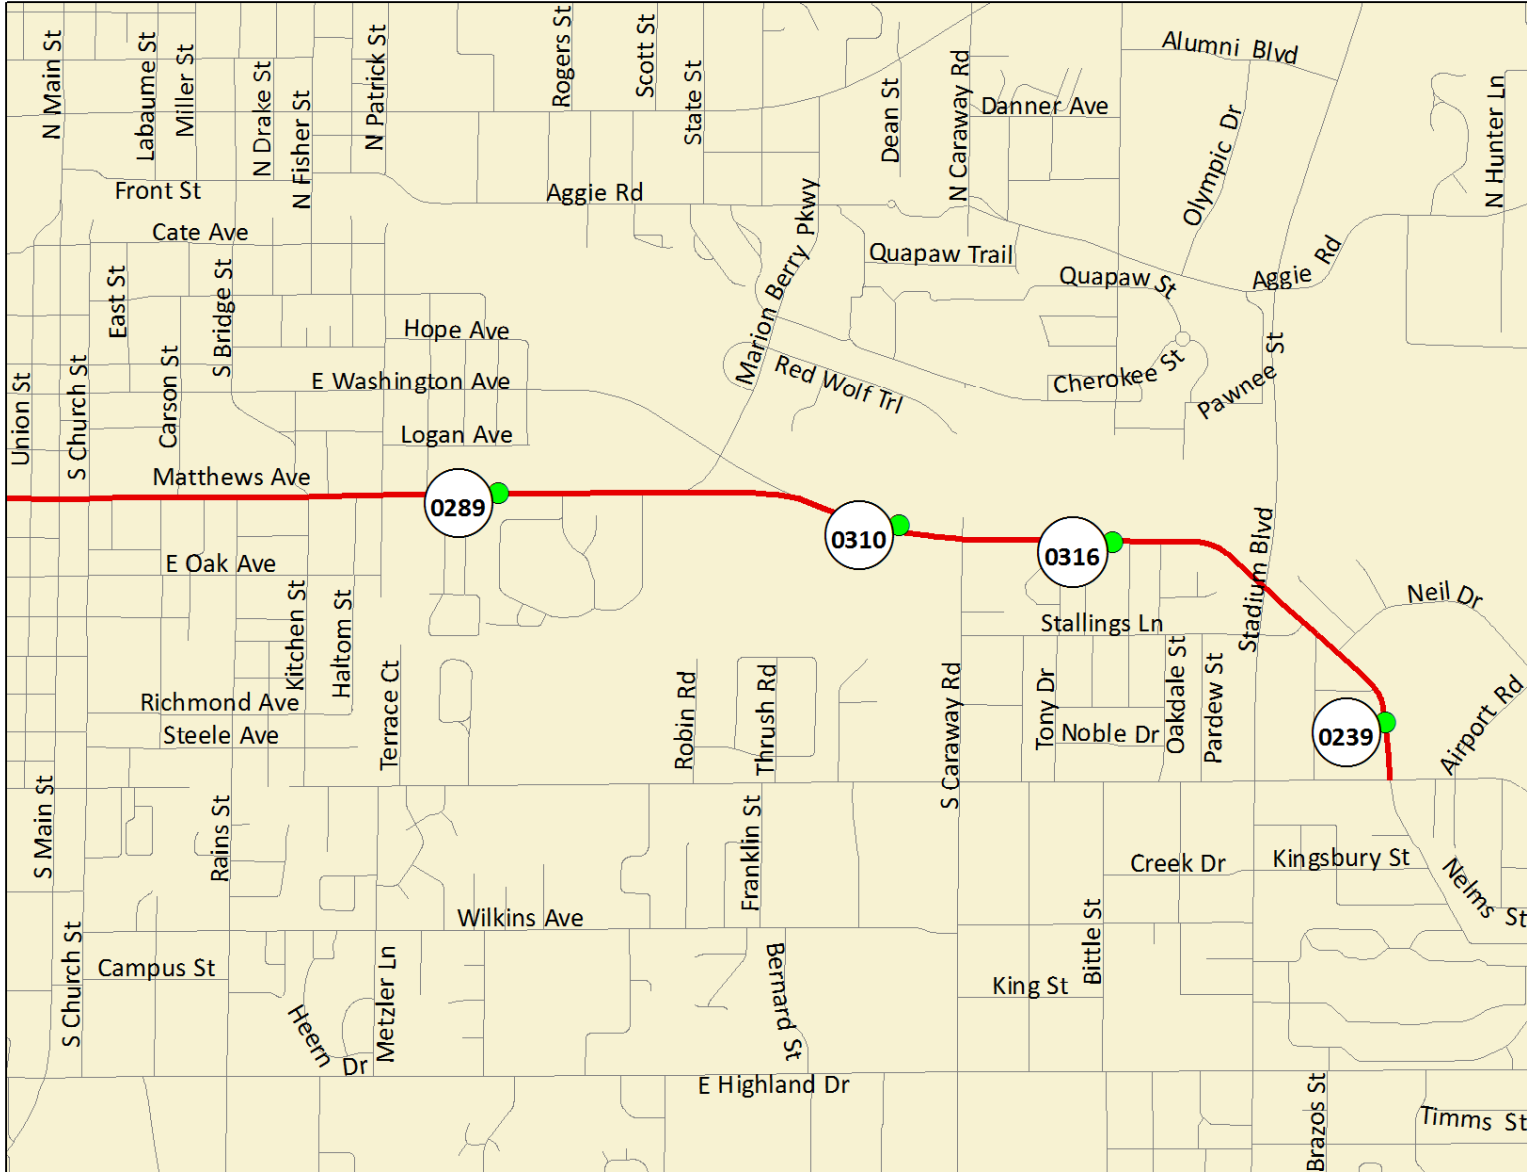 N Main St
Labaume St
Miller St
N Drake St
N Fisher St
N Patrick St
Rogers St
Scott St
State St
Dean St
N Caraway Rd
Danner Ave
Alumni Blvd
Olympic Dr
N Hunter Ln
Front St
Aggie Rd
Cate Ave
Marion Berry Pkwy
Quapaw Trail
Quapaw St
Aggie Rd
East St
S Bridge St
Hope Ave
Union St
S Church St
Carson St
E Washington Ave
Red Wolf Trl
Cherokee St
Pawnee St
Logan Ave
Matthews Ave
0289
0310
0316
Stadium Blvd
E Oak Ave
Kitchen St
Haltom St
Terrace Ct
Stallings Ln
Neil Dr
Richmond Ave
Steele Ave
Robin Rd
Thrush Rd
S Caraway Rd
Tony Dr
Noble Dr
Oakdale St
Pardew St
0239
Airport Rd
S Main St
Rains St
Franklin St
Creek Dr
Kingsbury St
Nelms St
Wilkins Ave
Bittle St
S Church St
Campus St
Heern Dr
Metzler Ln
Bernard St
King St
E Highland Dr
Brazos St
Timms St